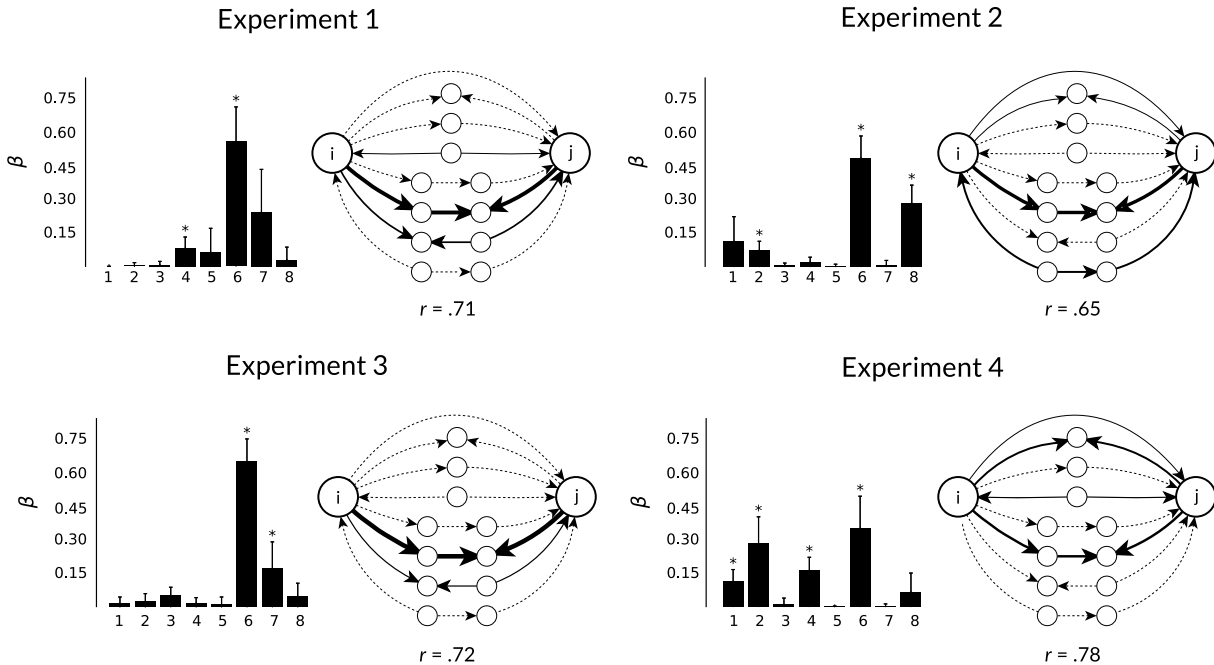 Experiment 1
0.75
0.60
0.45
0.30
0.15
β
* *
1 2 3 4 5 6 7 8
i j
r = .71
Experiment 2
0.75
0.60
0.45
0.30
0.15
β
* * *
1 2 3 4 5 6 7 8
i j
r = .65
Experiment 3
0.75
0.60
0.45
0.30
0.15
β
* *
1 2 3 4 5 6 7 8
i j
r = .72
Experiment 4
0.75
0.60
0.45
0.30
0.15
β
* * * *
1 2 3 4 5 6 7 8
i j
r = .78